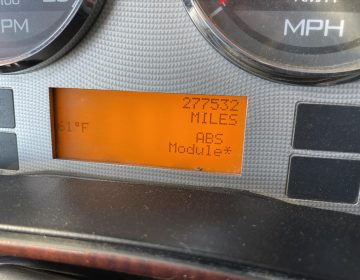 PM
MPH
277532
MILES
61°F
ABS
Module*